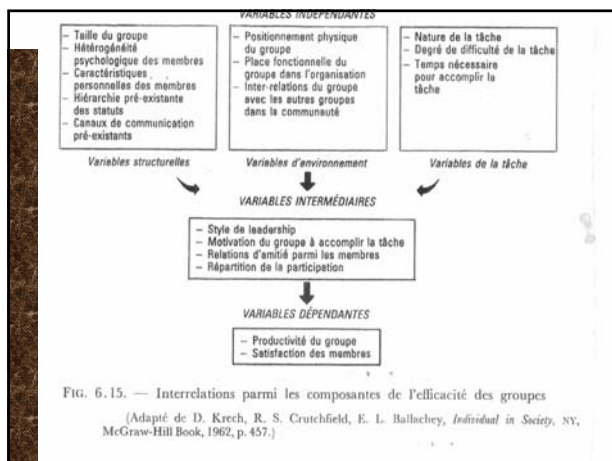 VARIABLES INDÉPENDANTES
– Taille du groupe
– Hétérogénéité
psychologique des membres
– Caractéristiques
personnelles des membres
– Hiérarchie pré-existante
des statuts
– Canaux de communication
pré-existants
Variables structurelles
– Positionnement physique
du groupe
– Place fonctionnelle du
groupe dans l'organisation
– Inter-relations du groupe
avec les autres groupes
dans la communauté
Variables d'environnement
– Nature de la tâche
– Degré de difficulté de la tâche
– Temps nécessaire
pour accomplir la
tâche
Variables de la tâche
VARIABLES INTERMÉDIAIRES
– Style de leadership
– Motivation du groupe à accomplir la tâche
– Relations d'amitié parmi les membres
– Répartition de la participation
VARIABLES DÉPENDANTES
– Productivité du groupe
– Satisfaction des membres
FIG. 6.15. — Interrelations parmi les composantes de l'efficacité des groupes
(Adapté de D. Krech, R. S. Crutchfield, E. L. Ballachey, Individual in Society, NY,
McGraw-Hill Book, 1962, p. 457.)